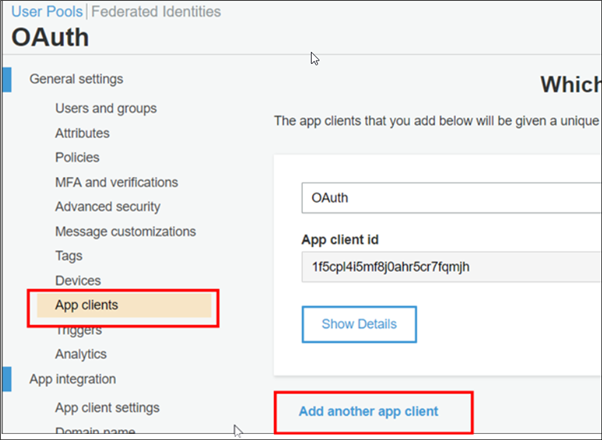 User Pools | Federated Identities
OAuth
General settings
Users and groups
Attributes
Policies
MFA and verifications
Advanced security
Message customizations
Tags
Devices
App clients
Triggers
Analytics
App integration
App client settings
Domain name
Which
The app clients that you add below will be given a unique
OAuth
App client id
1f5cpl4i5mf8j0ahr5cr7fqmjh
Show Details
Add another app client